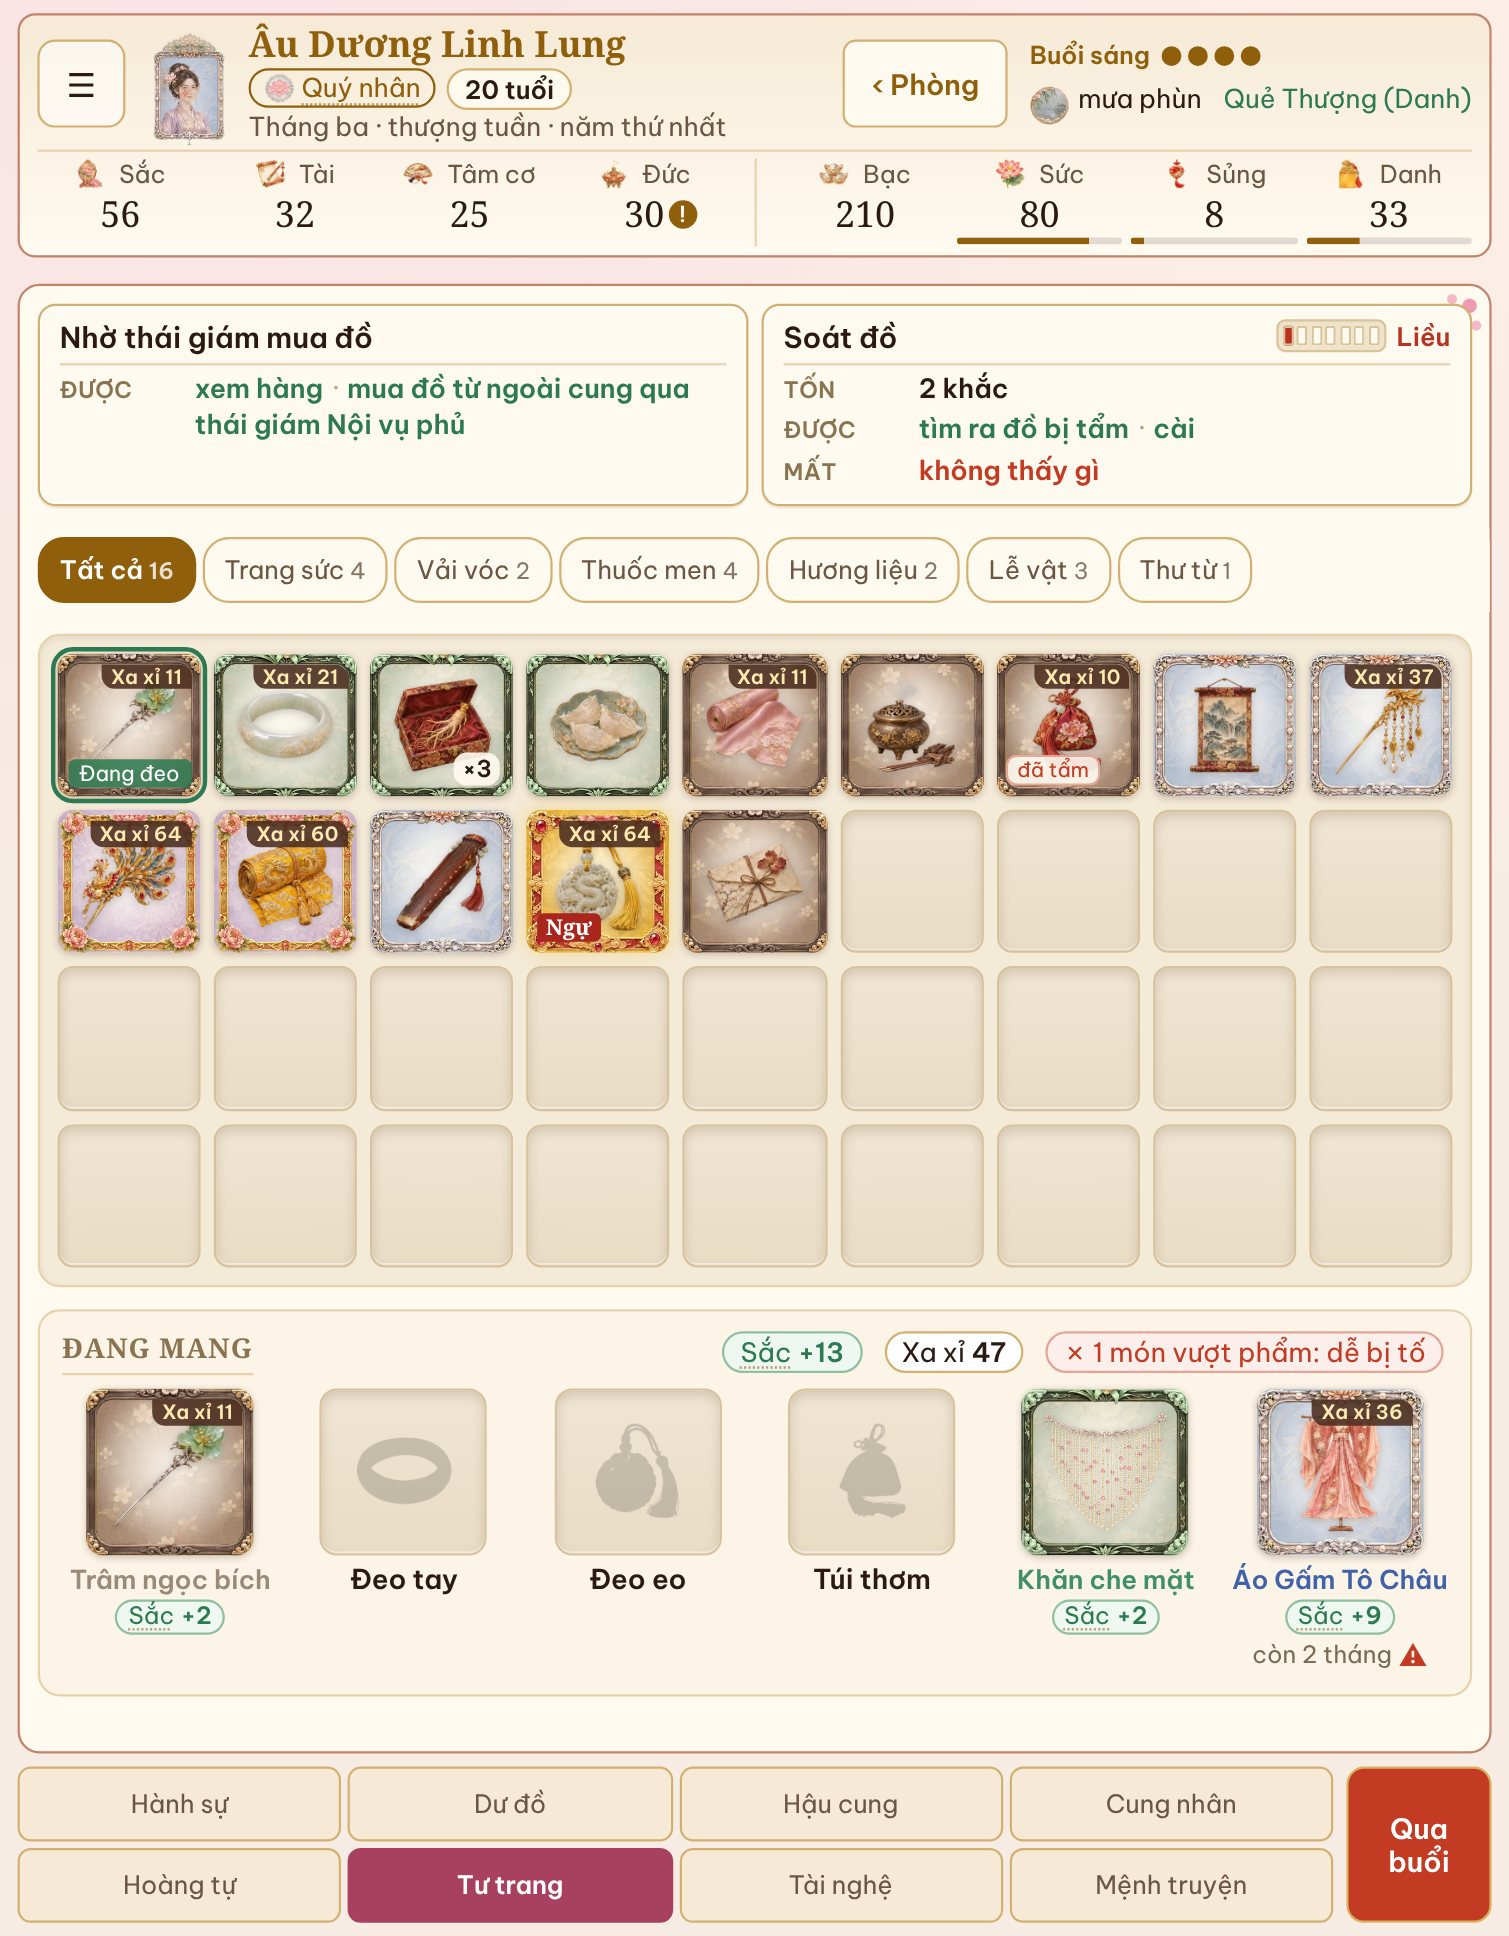 ☰
Âu Dương Linh Lung
Quý nhân
20 tuổi
Tháng ba · thượng tuần · năm thứ nhất
‹ Phòng
Buổi sáng
mưa phùn
Quẻ Thượng (Danh)
Sắc
Tài
Tâm cơ
Đức
Bạc
Sức
Sủng
Danh
56
32
25
30 !
210
80
8
33
Nhờ thái giám mua đồ
ĐƯỢC
xem hàng · mua đồ từ ngoài cung qua
thái giám Nội vụ phủ
Soát đồ
Liều
TỐN
2 khắc
ĐƯỢC
tìm ra đồ bị tẩm · cài
MẤT
không thấy gì
Tất cả 16
Trang sức 4
Vải vóc 2
Thuốc men 4
Hương liệu 2
Lễ vật 3
Thư từ 1
Xa xỉ 11
Đang đeo
Xa xỉ 21
×3
Xa xỉ 11
Xa xỉ 10
đã tẩm
Xa xỉ 37
Xa xỉ 64
Xa xỉ 60
Xa xỉ 64
Ngự
ĐANG MANG
Sắc +13
Xa xỉ 47
× 1 món vượt phẩm: dễ bị tố
Xa xỉ 11
Xa xỉ 36
Trâm ngọc bích
Đeo tay
Đeo eo
Túi thơm
Khăn che mặt
Áo Gấm Tô Châu
Sắc +2
Sắc +2
Sắc +9
còn 2 tháng
Hành sự
Dư đồ
Hậu cung
Cung nhân
Qua
buổi
Hoàng tự
Tư trang
Tài nghệ
Mệnh truyện